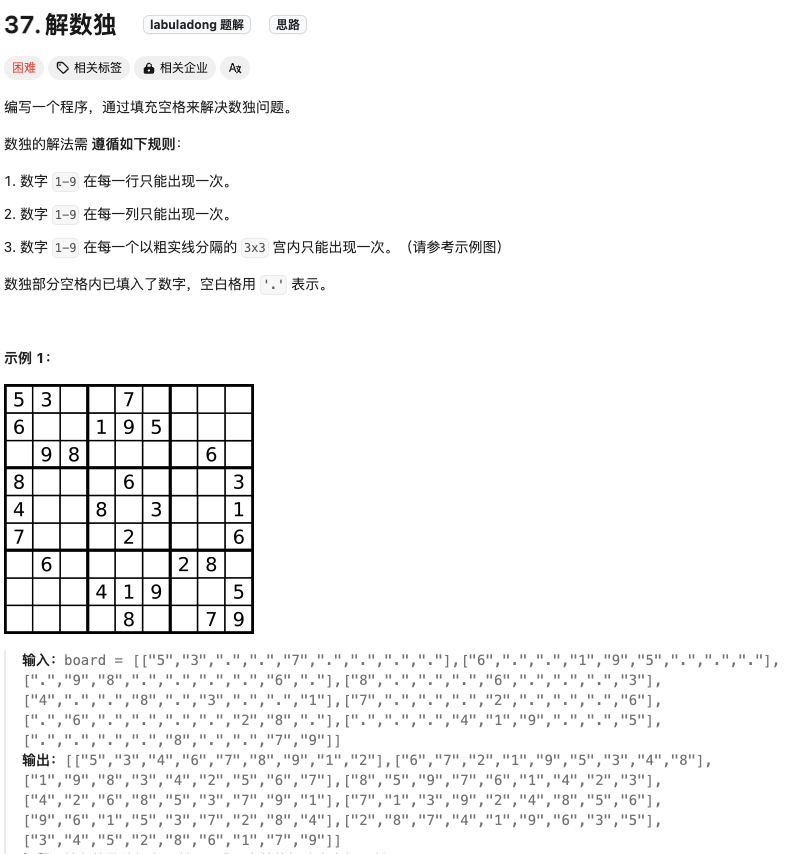 37. 解数独 labuladong 题解 思路
困难 相关标签 相关企业 A文
编写一个程序，通过填充空格来解决数独问题。
数独的解法需 遵循如下规则：
1. 数字 1-9 在每一行只能出现一次。
2. 数字 1-9 在每一列只能出现一次。
3. 数字 1-9 在每一个以粗实线分隔的 3x3 宫内只能出现一次。（请参考示例图）
数独部分空格内已填入了数字，空白格用 '.' 表示。
示例 1：
5 3 7
6 1 9 5
9 8 6
8 6 3
4 8 3 1
7 2 6
6 2 8
4 1 9 5
8 7 9
输入：board = [["5","3",".",".","7",".",".",".","."],["6",".",".","1","9","5",".",".","."],
[".","9","8",".",".",".",".","6","."],["8",".",".",".","6",".",".",".","3"],
["4",".",".","8",".","3",".",".","1"],["7",".",".",".","2",".",".",".","6"],
[".","6",".",".",".",".","2","8","."],[".",".",".","4","1","9",".",".","5"],
[".",".",".",".","8",".",".","7","9"]]
输出：[["5","3","4","6","7","8","9","1","2"],["6","7","2","1","9","5","3","4","8"],
["1","9","8","3","4","2","5","6","7"],["8","5","9","7","6","1","4","2","3"],
["4","2","6","8","5","3","7","9","1"],["7","1","3","9","2","4","8","5","6"],
["9","6","1","5","3","7","2","8","4"],["2","8","7","4","1","9","6","3","5"],
["3","4","5","2","8","6","1","7","9"]]